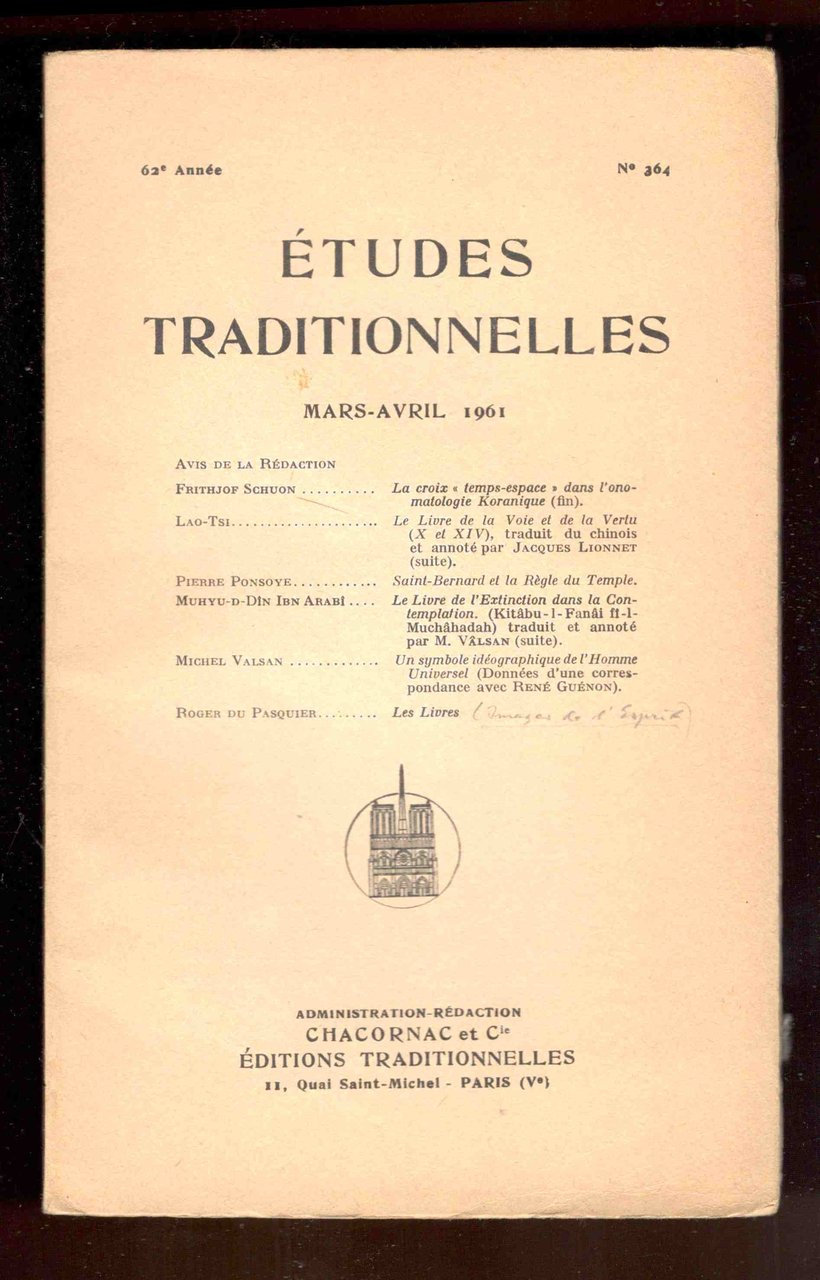 62e Année Nº 364
ÉTUDES
TRADITIONNELLES
MARS-AVRIL 1961
AVIS DE LA RÉDACTION
FRITHJOF SCHUON .......... La croix « temps-espace » dans l'ono-
matologie Koranique (fin).
LAO-TSI..................... Le Livre de la Voie et de la Vertu
(X et XIV), traduit du chinois
et annoté par JACQUES LIONNET
(suite).
PIERRE PONSOYE............ Saint-Bernard et la Règle du Temple.
MUHYU-D-DÎN IBN ARABÎ .... Le Livre de l'Extinction dans la Con-
templation. (Kitâbu-l-Fanâi fî-l-
Muchâhadah) traduit et annoté
par M. VÂLSAN (suite).
MICHEL VALSAN ............. Un symbole idéographique de l'Homme
Universel (Données d'une corres-
pondance avec RENÉ GUÉNON).
ROGER DU PASQUIER......... Les Livres (Images de l'Esprit)
ADMINISTRATION-RÉDACTION
CHACORNAC et Cie
ÉDITIONS TRADITIONNELLES
11, Quai Saint-Michel - PARIS (Ve)